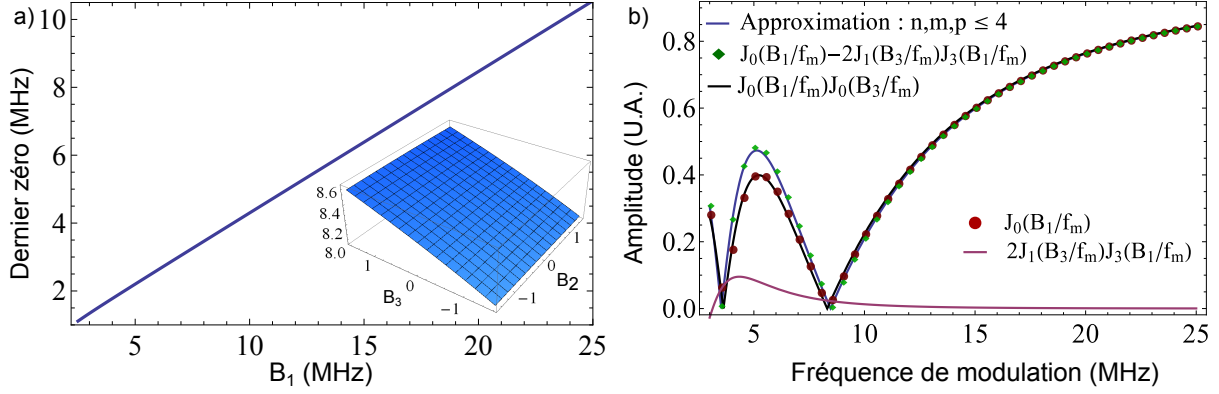 a)
Dernier zéro (MHz)
10
8
6
4
2
5
10
15
20
25
B₁ (MHz)
8.6
8.4
8.2
8.0
1
0
−1
B₃
1
0
−1
B₂
b)
Amplitude (U.A.)
0.8
0.6
0.4
0.2
0.0
5
10
15
20
25
Fréquence de modulation (MHz)
Approximation : n,m,p ≤ 4
J₀(B₁/fₘ)−2J₁(B₃/fₘ)J₃(B₁/fₘ)
J₀(B₁/fₘ)J₀(B₃/fₘ)
J₀(B₁/fₘ)
2J₁(B₃/fₘ)J₃(B₁/fₘ)